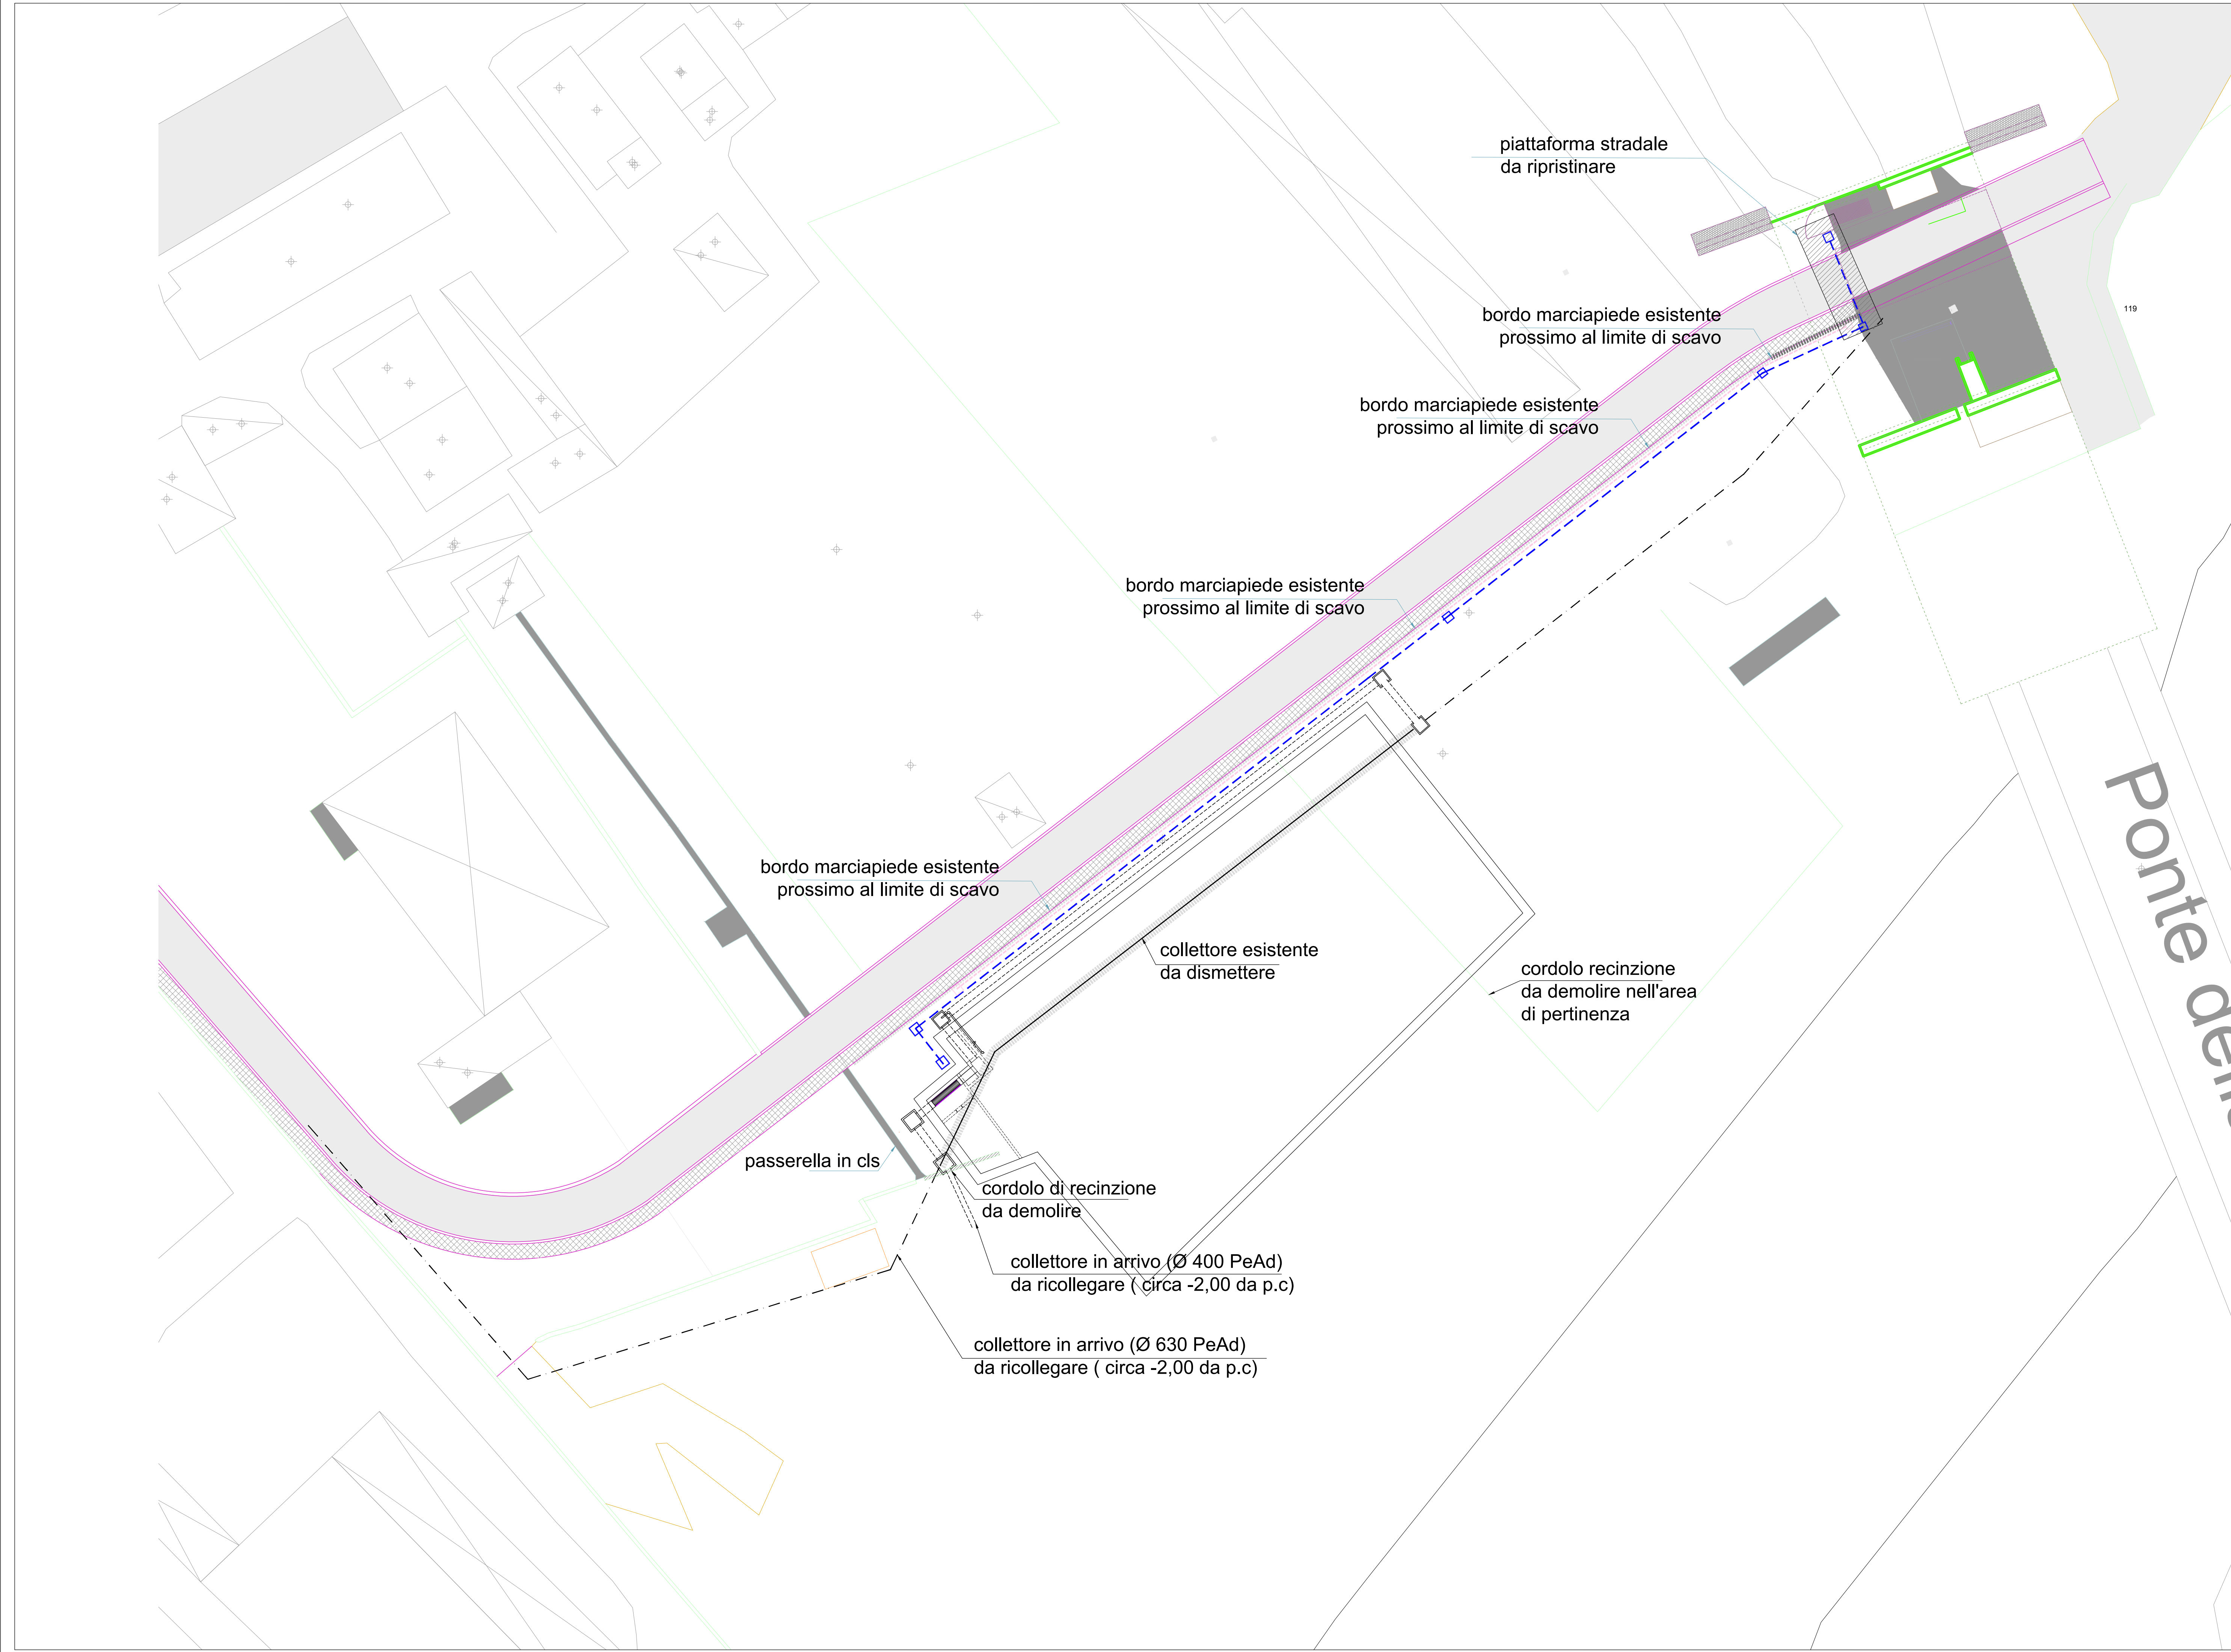 piattaforma stradale
da ripristinare
bordo marciapiede esistente
prossimo al limite di scavo
119
bordo marciapiede esistente
prossimo al limite di scavo
bordo marciapiede esistente
prossimo al limite di scavo
Ponte
bordo marciapiede esistente
prossimo al limite di scavo
collettore esistente
da dismettere
cordolo recinzione
da demolire nell'area
di pertinenza
passerella in cls
cordolo di recinzione
da demolire
collettore in arrivo (Ø 400 PeAd)
da ricollegare ( circa -2,00 da p.c)
collettore in arrivo (Ø 630 PeAd)
da ricollegare ( circa -2,00 da p.c)